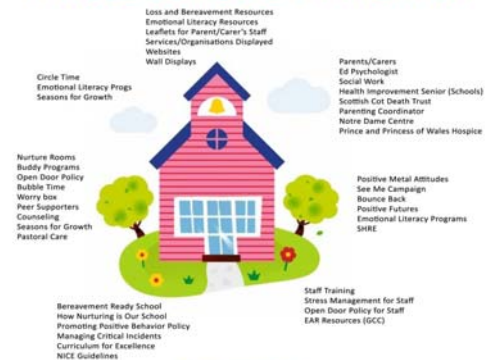 Loss and Bereavement Resources
Emotional Literacy Resources
Leaflets for Parent/Carer's Staff
Services/Organisations Displayed
Websites
Wall Displays
Circle Time
Emotional Literacy Progs
Seasons for Growth
Parents/Carers
Ed Psychologist
Social Work
Health Improvement Senior (Schools)
Scottish Cot Death Trust
Parenting Coordinator
Notre Dame Centre
Prince and Princess of Wales Hospice
Nurture Rooms
Buddy Programs
Open Door Policy
Bubble Time
Worry box
Peer Supporters
Counseling
Seasons for Growth
Pastoral Care
Positive Metal Attitudes
See Me Campaign
Bounce Back
Positive Futures
Emotional Literacy Programs
SHRE
Staff Training
Stress Management for Staff
Open Door Policy for Staff
EAR Resources (GCC)
Bereavement Ready School
How Nurturing is Our School
Promoting Positive Behavior Policy
Managing Critical Incidents
Curriculum for Excellence
NICE Guidelines